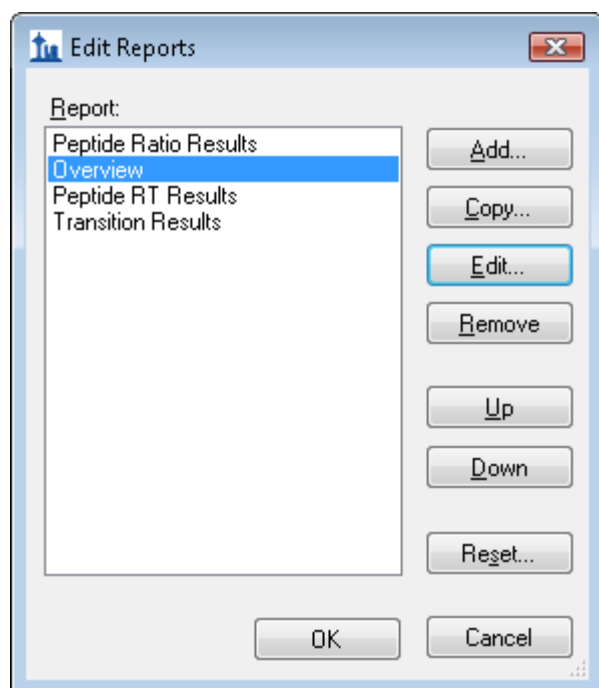 Edit Reports
Report:
Peptide Ratio Results
Overview
Peptide RT Results
Transition Results
Add...
Copy...
Edit...
Remove
Up
Down
Reset...
OK
Cancel